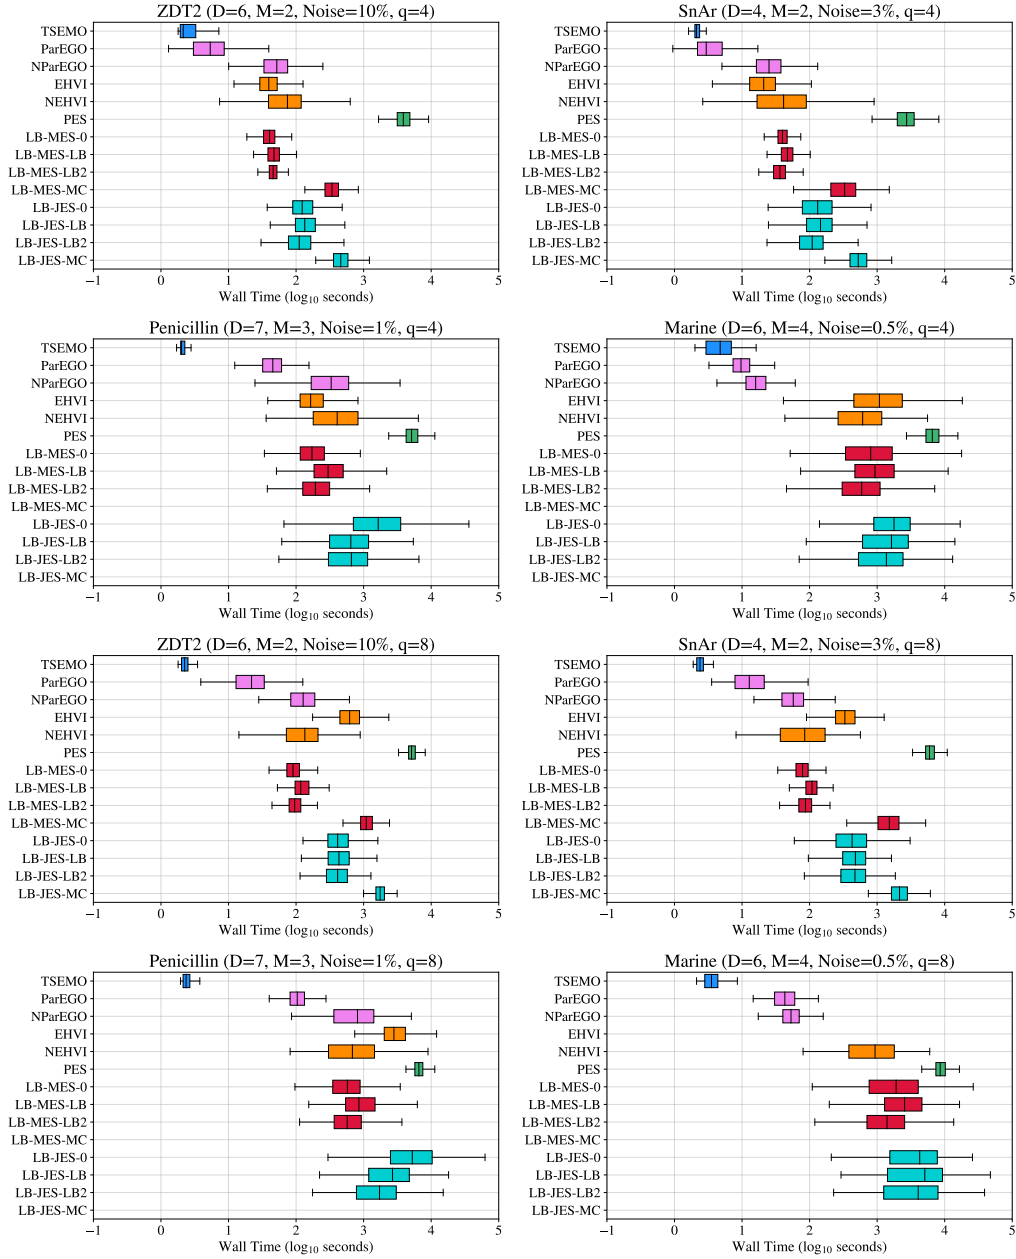 ZDT2 (D=6, M=2, Noise=10%, q=4)
TSEMO
ParEGO
NParEGO
EHVI
NEHVI
PES
LB-MES-0
LB-MES-LB
LB-MES-LB2
LB-MES-MC
LB-JES-0
LB-JES-LB
LB-JES-LB2
LB-JES-MC
−1 0 1 2 3 4 5
Wall Time (log10 seconds)
SnAr (D=4, M=2, Noise=3%, q=4)
TSEMO
ParEGO
NParEGO
EHVI
NEHVI
PES
LB-MES-0
LB-MES-LB
LB-MES-LB2
LB-MES-MC
LB-JES-0
LB-JES-LB
LB-JES-LB2
LB-JES-MC
−1 0 1 2 3 4 5
Wall Time (log10 seconds)
Penicillin (D=7, M=3, Noise=1%, q=4)
TSEMO
ParEGO
NParEGO
EHVI
NEHVI
PES
LB-MES-0
LB-MES-LB
LB-MES-LB2
LB-MES-MC
LB-JES-0
LB-JES-LB
LB-JES-LB2
LB-JES-MC
−1 0 1 2 3 4 5
Wall Time (log10 seconds)
Marine (D=6, M=4, Noise=0.5%, q=4)
TSEMO
ParEGO
NParEGO
EHVI
NEHVI
PES
LB-MES-0
LB-MES-LB
LB-MES-LB2
LB-MES-MC
LB-JES-0
LB-JES-LB
LB-JES-LB2
LB-JES-MC
−1 0 1 2 3 4 5
Wall Time (log10 seconds)
ZDT2 (D=6, M=2, Noise=10%, q=8)
TSEMO
ParEGO
NParEGO
EHVI
NEHVI
PES
LB-MES-0
LB-MES-LB
LB-MES-LB2
LB-MES-MC
LB-JES-0
LB-JES-LB
LB-JES-LB2
LB-JES-MC
−1 0 1 2 3 4 5
Wall Time (log10 seconds)
SnAr (D=4, M=2, Noise=3%, q=8)
TSEMO
ParEGO
NParEGO
EHVI
NEHVI
PES
LB-MES-0
LB-MES-LB
LB-MES-LB2
LB-MES-MC
LB-JES-0
LB-JES-LB
LB-JES-LB2
LB-JES-MC
−1 0 1 2 3 4 5
Wall Time (log10 seconds)
Penicillin (D=7, M=3, Noise=1%, q=8)
TSEMO
ParEGO
NParEGO
EHVI
NEHVI
PES
LB-MES-0
LB-MES-LB
LB-MES-LB2
LB-MES-MC
LB-JES-0
LB-JES-LB
LB-JES-LB2
LB-JES-MC
−1 0 1 2 3 4 5
Wall Time (log10 seconds)
Marine (D=6, M=4, Noise=0.5%, q=8)
TSEMO
ParEGO
NParEGO
EHVI
NEHVI
PES
LB-MES-0
LB-MES-LB
LB-MES-LB2
LB-MES-MC
LB-JES-0
LB-JES-LB
LB-JES-LB2
LB-JES-MC
−1 0 1 2 3 4 5
Wall Time (log10 seconds)